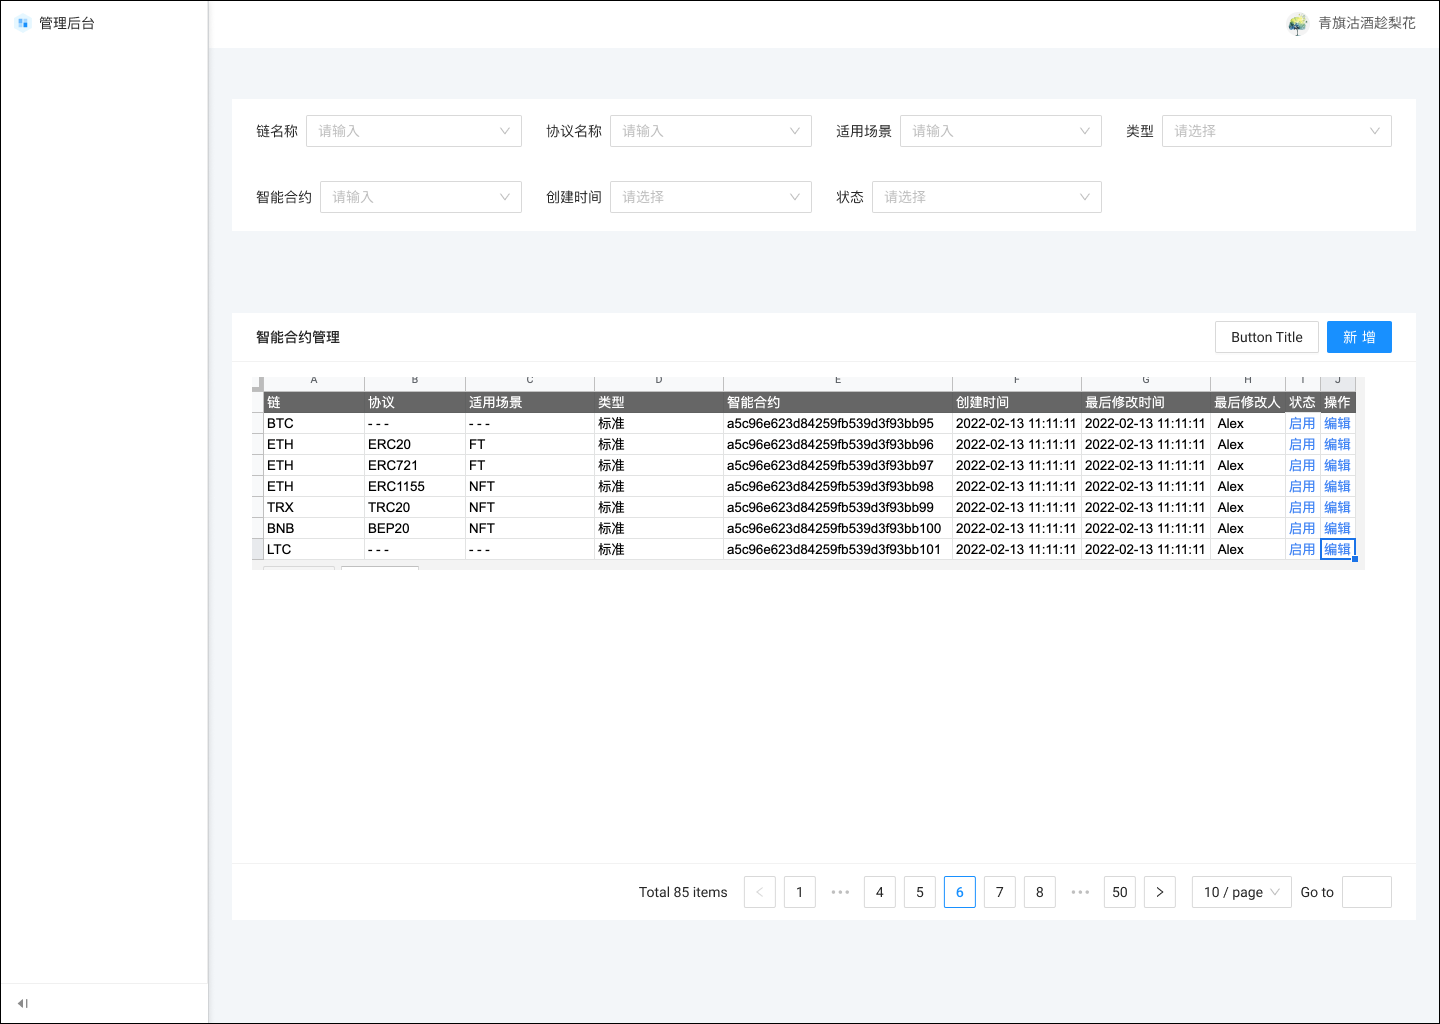 管理后台
青旗沽酒趁梨花
链名称 请输入 协议名称 请输入 适用场景 请输入 类型 请选择
智能合约 请输入 创建时间 请选择 状态 请选择
智能合约管理 Button Title 新 增
A B C D E F G H I J
链 协议 适用场景 类型 智能合约 创建时间 最后修改时间 最后修改人 状态 操作
BTC - - - - - - 标准 a5c96e623d84259fb539d3f93bb95 2022-02-13 11:11:11 2022-02-13 11:11:11 Alex 启用 编辑
ETH ERC20 FT 标准 a5c96e623d84259fb539d3f93bb96 2022-02-13 11:11:11 2022-02-13 11:11:11 Alex 启用 编辑
ETH ERC721 FT 标准 a5c96e623d84259fb539d3f93bb97 2022-02-13 11:11:11 2022-02-13 11:11:11 Alex 启用 编辑
ETH ERC1155 NFT 标准 a5c96e623d84259fb539d3f93bb98 2022-02-13 11:11:11 2022-02-13 11:11:11 Alex 启用 编辑
TRX TRC20 NFT 标准 a5c96e623d84259fb539d3f93bb99 2022-02-13 11:11:11 2022-02-13 11:11:11 Alex 启用 编辑
BNB BEP20 NFT 标准 a5c96e623d84259fb539d3f93bb100 2022-02-13 11:11:11 2022-02-13 11:11:11 Alex 启用 编辑
LTC - - - - - - 标准 a5c96e623d84259fb539d3f93bb101 2022-02-13 11:11:11 2022-02-13 11:11:11 Alex 启用 编辑
Total 85 items < 1 ••• 4 5 6 7 8 ••• 50 > 10 / page Go to